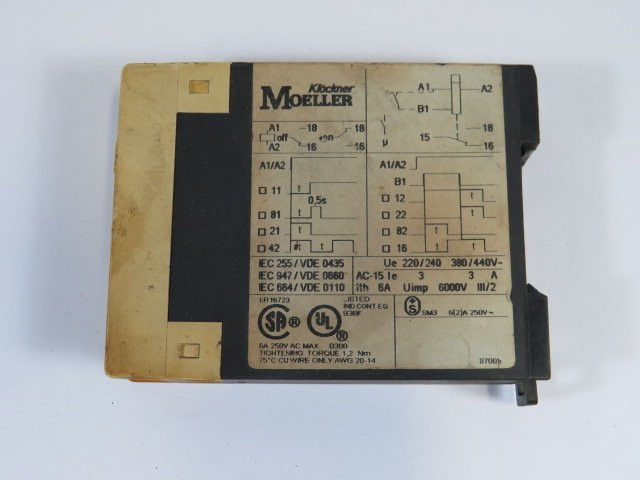 Klöckner
MOELLER
A1 18 18
off on
A2 16 16
A1/A2
11 t
0,5s
81 t
21 t
42 t
A1 A2
B1
18
15
16
µ
A1/A2
B1
12 t
22 t
82 t t
16 t t
IEC 255/VDE 0435
IEC 947/VDE 0660
IEC 664/VDE 0110
Ue 220/240 380/440V~
AC-15 Ie 3 3 A
Ith 6A Uimp 6000V III/2
LR16723
SA
UL
LISTED
IND.CONT.EQ.
93BF
6A 250V AC MAX. B300
TIGHTENING TORQUE 1,2 Nm
75°C CU WIRE ONLY AWG 20-14
S
SM3 6(2)A 250V~
8700b